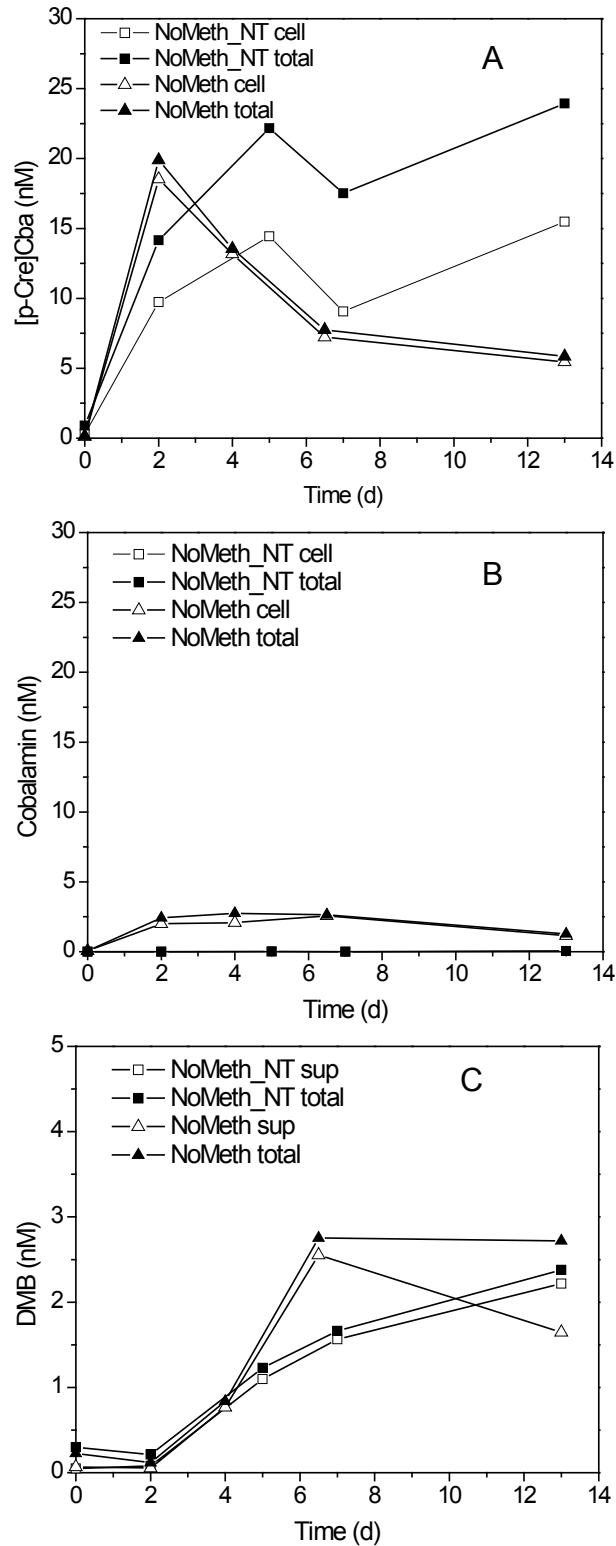 30
25
20
15
10
5
0
[p-Cre]Cba (nM)
NoMeth_NT cell
NoMeth_NT total
NoMeth cell
NoMeth total
A
0 2 4 6 8 10 12 14
Time (d)
30
25
20
15
10
5
0
Cobalamin (nM)
NoMeth_NT cell
NoMeth_NT total
NoMeth cell
NoMeth total
B
0 2 4 6 8 10 12 14
Time (d)
5
4
3
2
1
0
DMB (nM)
NoMeth_NT sup
NoMeth_NT total
NoMeth sup
NoMeth total
C
0 2 4 6 8 10 12 14
Time (d)